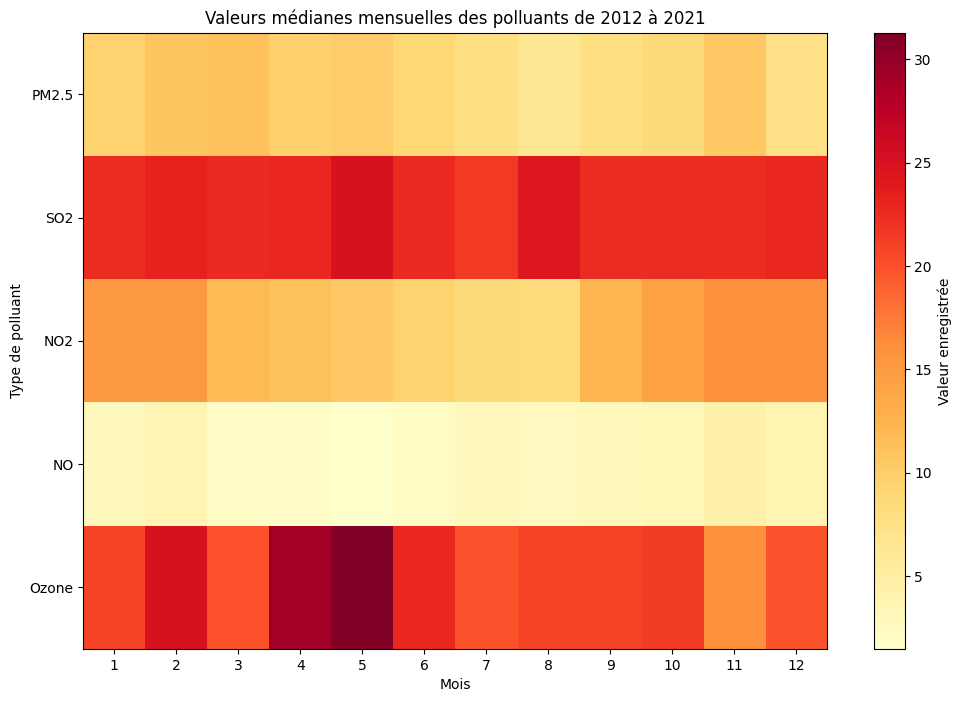 Valeurs médianes mensuelles des polluants de 2012 à 2021
Type de polluant
PM2.5
SO2
NO2
NO
Ozone
1 2 3 4 5 6 7 8 9 10 11 12
Mois
30
25
20
15
10
5
Valeur enregistrée